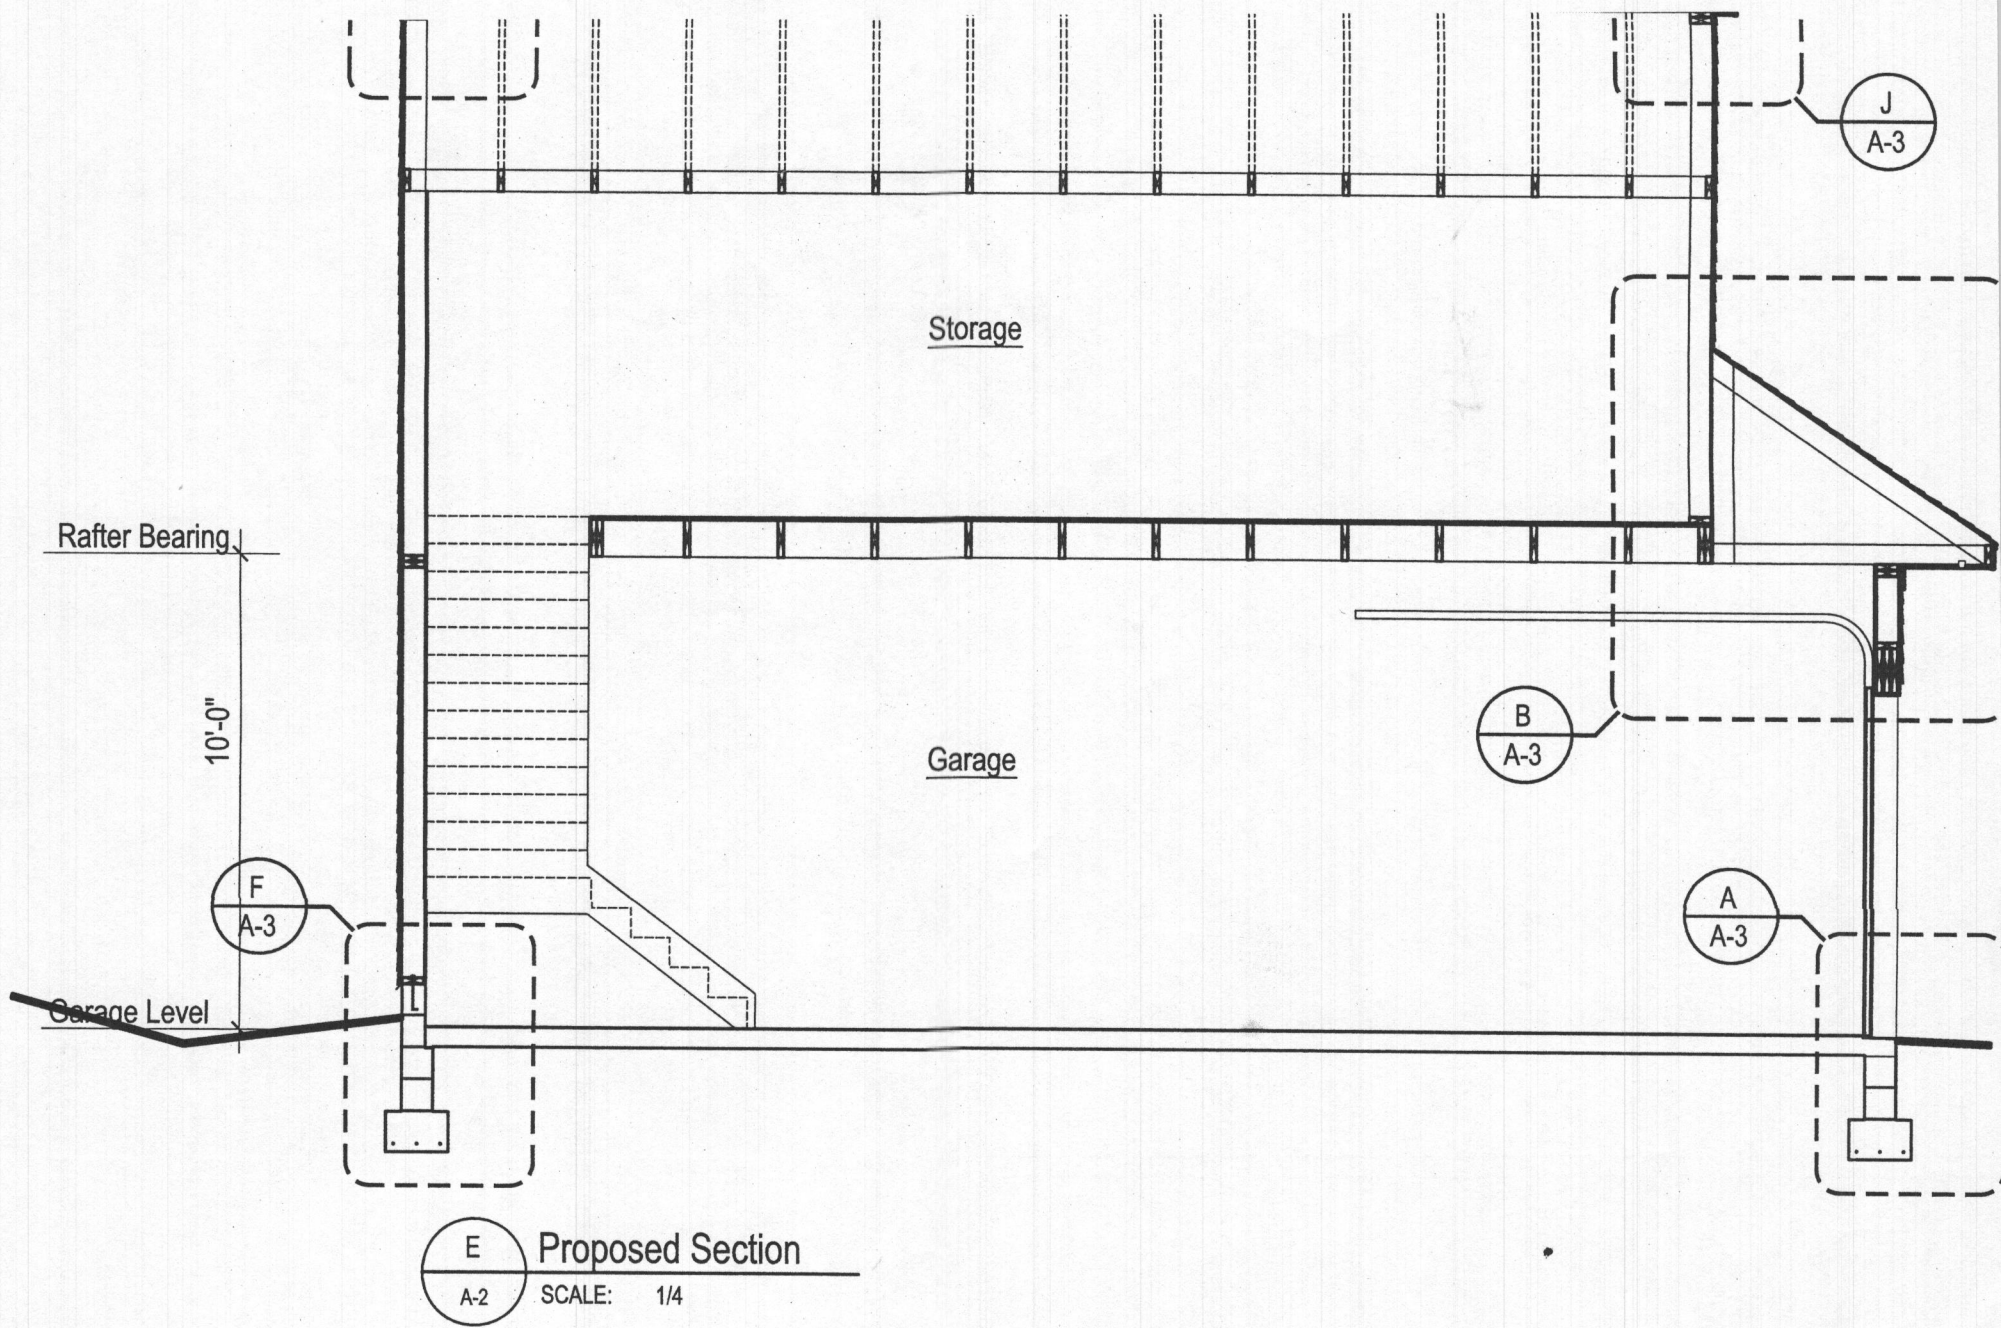 J
A-3
Storage
Rafter Bearing
10'-0"
B
A-3
Garage
F
A-3
A
A-3
Garage Level
E
Proposed Section
A-2
SCALE: 1/4